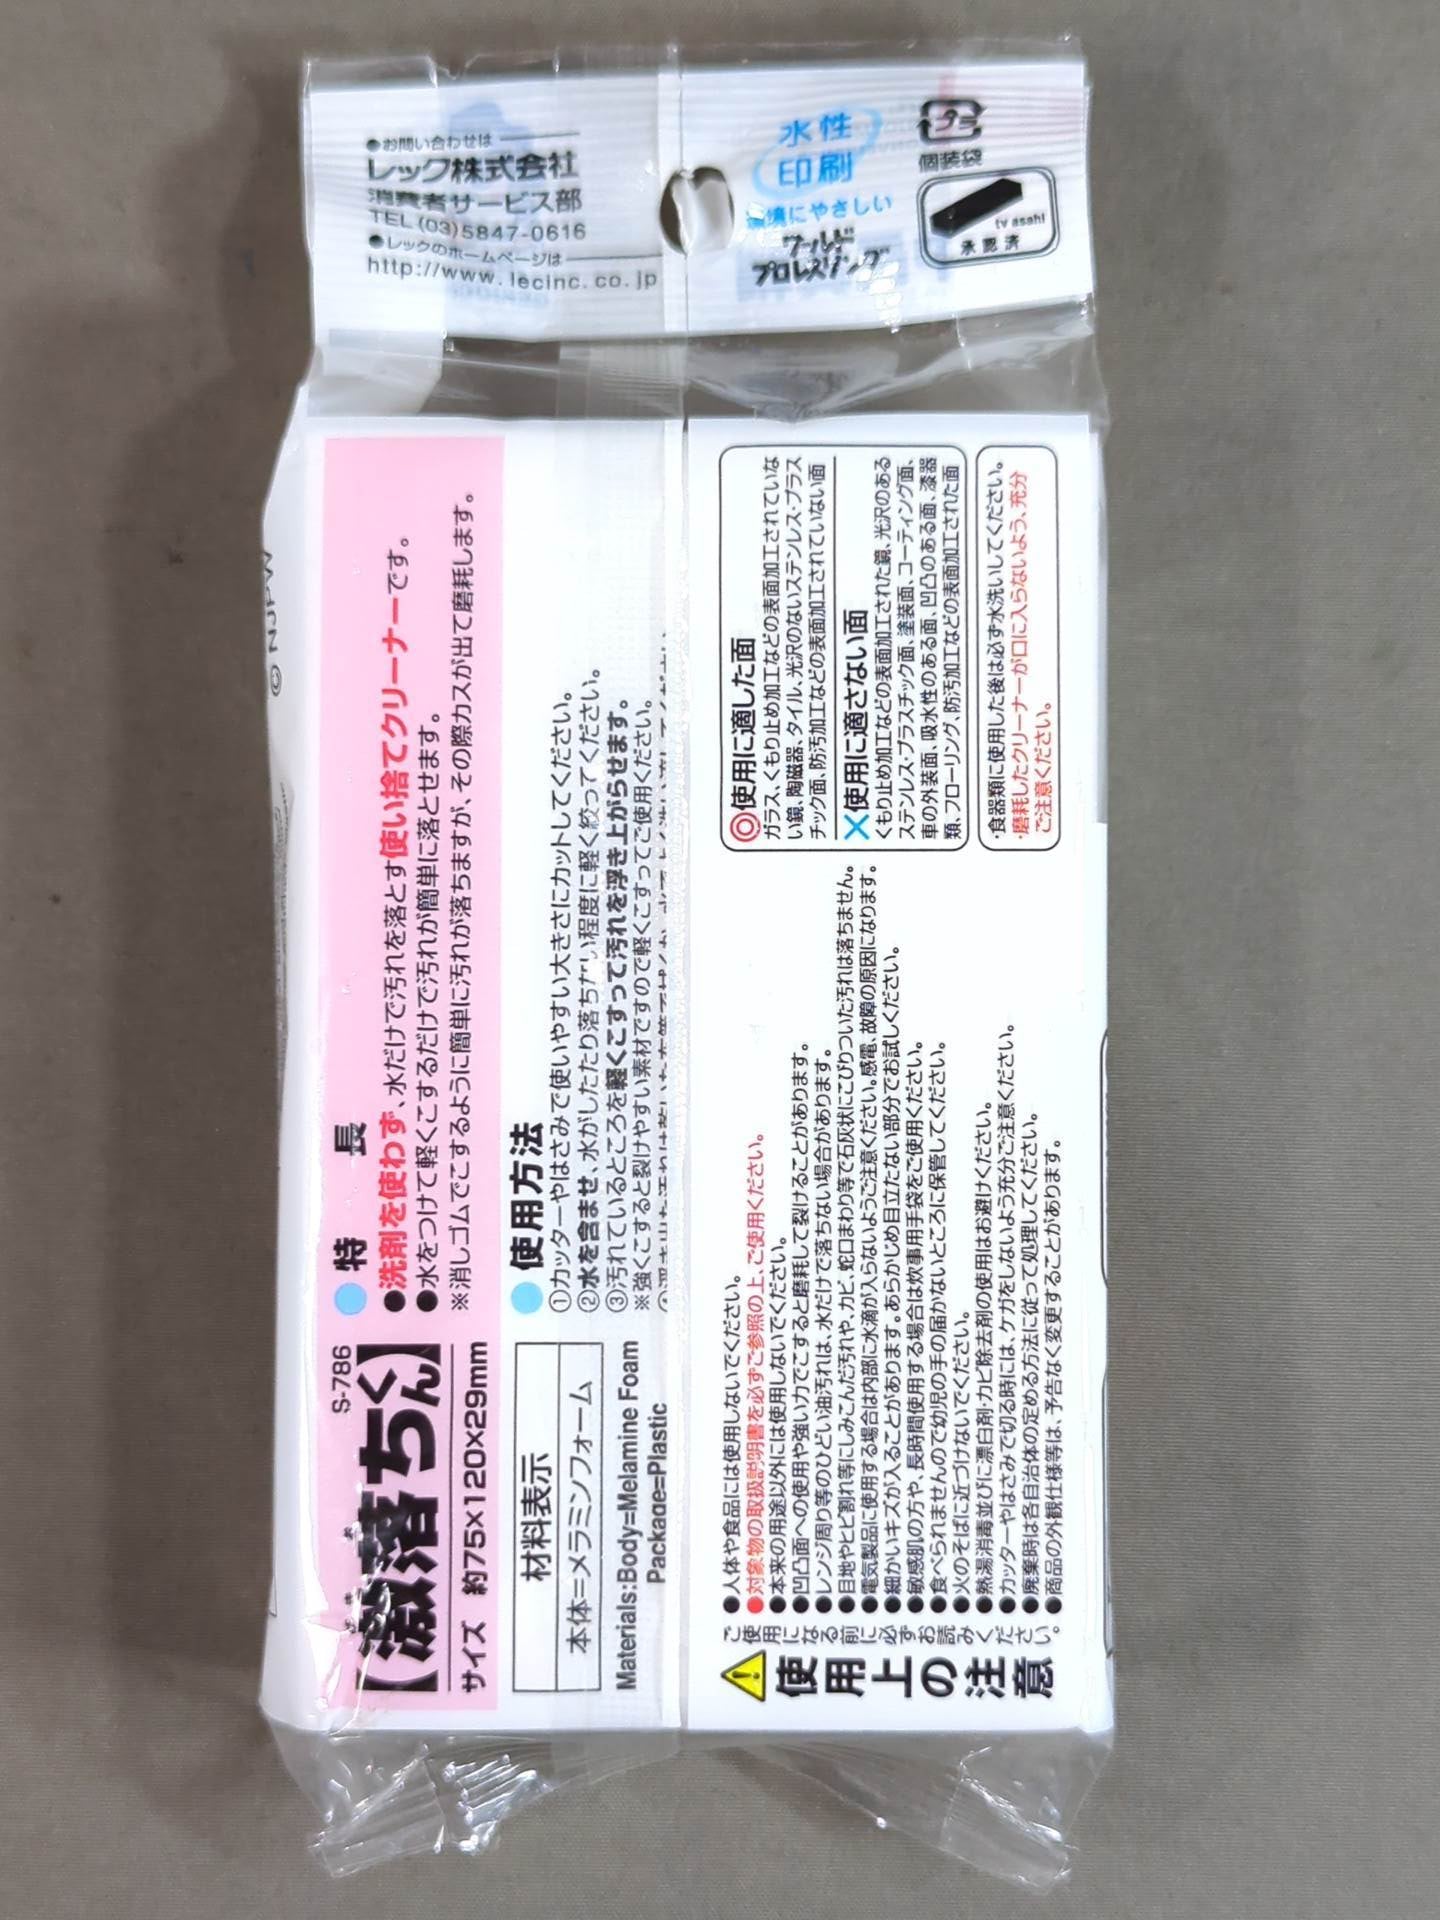 ●お問い合わせは
レック株式会社
消費者サービス部
TEL (03)5847-0616
●レックのホームページは
http://www.lecinc.co.jp
水性
印刷
環境にやさしい
ワールド
プロレスリング
プラ
個装袋
tv asahi
承認済
© NJPW
S-786
【激落ちくん】
サイズ 約75×120×29mm
●特 長
●洗剤を使わず、水だけで汚れを落とす使い捨てクリーナーです。
●水をつけて軽くこするだけで汚れが簡単に落とせます。
※消しゴムでこするように簡単に汚れが落ちますが、その際カスが出て磨耗します。
材料表示
本体=メラミンフォーム
Materials:Body=Melamine Foam
Package=Plastic
●使用方法
①カッターやはさみで使いやすい大きさにカットしてください。
②水を含ませ、水がしたたり落ちない程度に軽く絞ってください。
③汚れているところを軽くこすって汚れを浮き上がらせます。
※強くこすると裂けやすい素材ですので軽くこすってご使用ください。
使用上の注意
ご使用になる前に必ずお読みください。
●人体や食品には使用しないでください。
●対象物の取扱説明書を必ずご参照の上、ご使用ください。
●本来の用途以外には使用しないでください。
●凹凸面への使用や強い力でこすると磨耗して裂けることがあります。
●レンジ周り等のひどい油汚れは、水だけで落ちない場合があります。
●目地やヒビ割れ等にしみこんだ汚れや、カビ、蛇口まわり等で石灰状にこびりついた汚れは落ちません。
●電気製品に使用する場合は内部に水滴が入らないようご注意ください。感電、故障の原因になります。
●細かいキズが入ることがあります。あらかじめ目立たない部分でお試しください。
●敏感肌の方や、長時間使用する場合は炊事用手袋をご使用ください。
●食べられませんので幼児の手の届かないところに保管してください。
●火のそばに近づけないでください。
●熱湯消毒並びに漂白剤・カビ除去剤の使用はお避けください。
●カッターやはさみで切る時には、ケガをしないよう充分ご注意ください。
●廃棄時は各自治体の定める方法に従って処理してください。
●商品の外観仕様等は、予告なく変更することがあります。
◎使用に適した面
ガラス、くもり止め加工などの表面加工されていな
い鏡、陶磁器、タイル、光沢のないステンレス・プラス
チック面、防汚加工などの表面加工されていない面
×使用に適さない面
くもり止め加工などの表面加工された鏡、光沢のある
ステンレス・プラスチック面、塗装面、コーティング面、
車の外装面、吸水性のある面、凹凸のある面、漆器
類、フローリング、防汚加工などの表面加工された面
・食器類に使用した後は必ず水洗いしてください。
・磨耗したクリーナーが口に入らないよう、充分
ご注意ください。